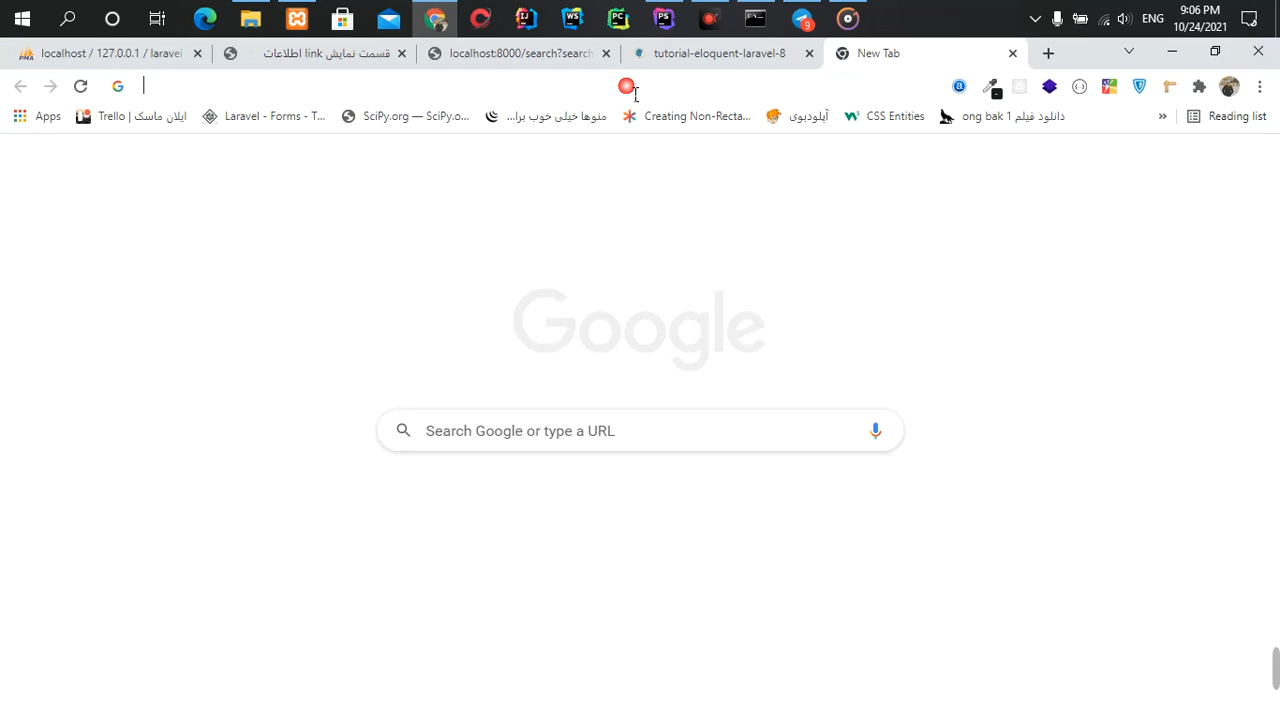 9:06 PM
ENG
10/24/2021
9
localhost / 127.0.0.1 / laravel
قسمت نمایش link اطلاعات
localhost:8000/search?search
tutorial-eloquent-laravel-8
New Tab
Apps
ایلان ماسک | Trello
Laravel - Forms - T...
SciPy.org — SciPy.o...
منوها خیلی خوب برا...
Creating Non-Recta...
آپلودبوی
CSS Entities
دانلود فیلم ong bak 1
»
Reading list
Google
Search Google or type a URL